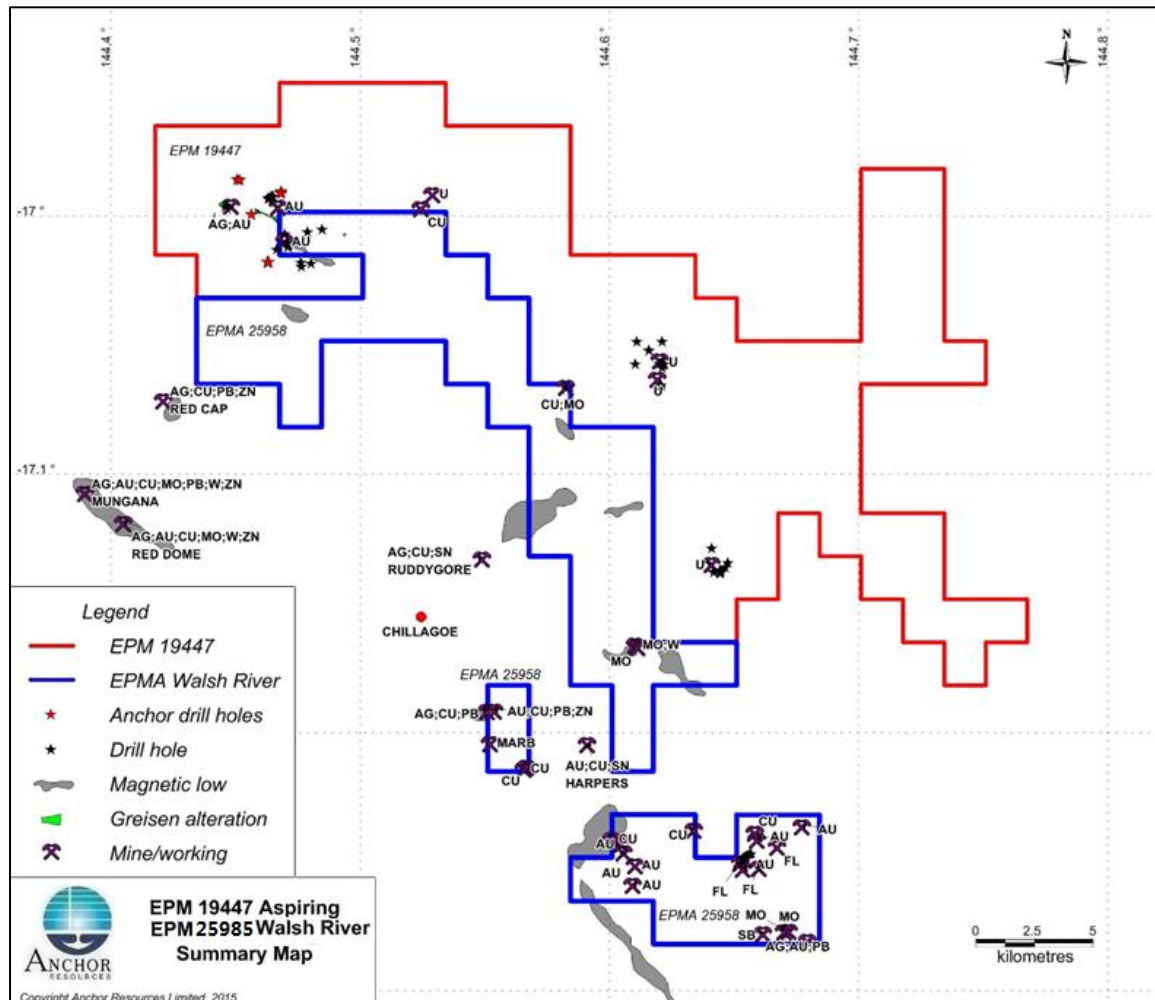 144.4 °
144.5 °
144.6 °
144.7 °
144.8 °
N
EPM 19447
-17 °
AG;AU
AU
U
CU
AU
EPMA 25958
CU
U
AG;CU;PB;ZN
RED CAP
CU;MO
-17.1 °
AG;AU;CU;MO;PB;W;ZN
MUNGANA
AG;AU;CU;MO;W;ZN
RED DOME
AG;CU;SN
RUDDYGORE
U
CHILLAGOE
MO;W
MO
EPMA 25958
AG;CU;PB
AU;CU;PB;ZN
MARB
CU
CU
AU;CU;SN
HARPERS
Legend
EPM 19447
EPMA Walsh River
Anchor drill holes
Drill hole
Magnetic low
Greisen alteration
Mine/working
CU
CU
AU
AU
CU
AU
FL
AU
AU
AU
AU
FL
FL
EPMA 25958
MO
MO
SB
AG;AU;PB
0 2.5 5
kilometres
ANCHOR
RESOURCES
EPM 19447 Aspiring
EPM25985 Walsh River
Summary Map
Copyright Anchor Resources Limited, 2015